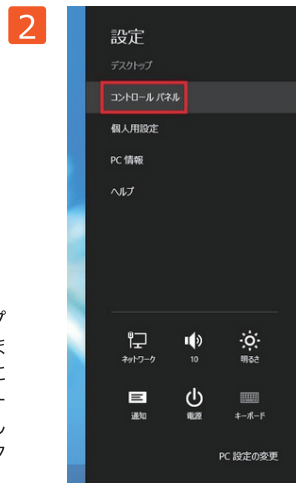 2
設定
デスクトップ
コントロール パネル
個人用設定
PC 情報
ヘルプ
ネットワーク
10
明るさ
通知
電源
キーボード
PC 設定の変更